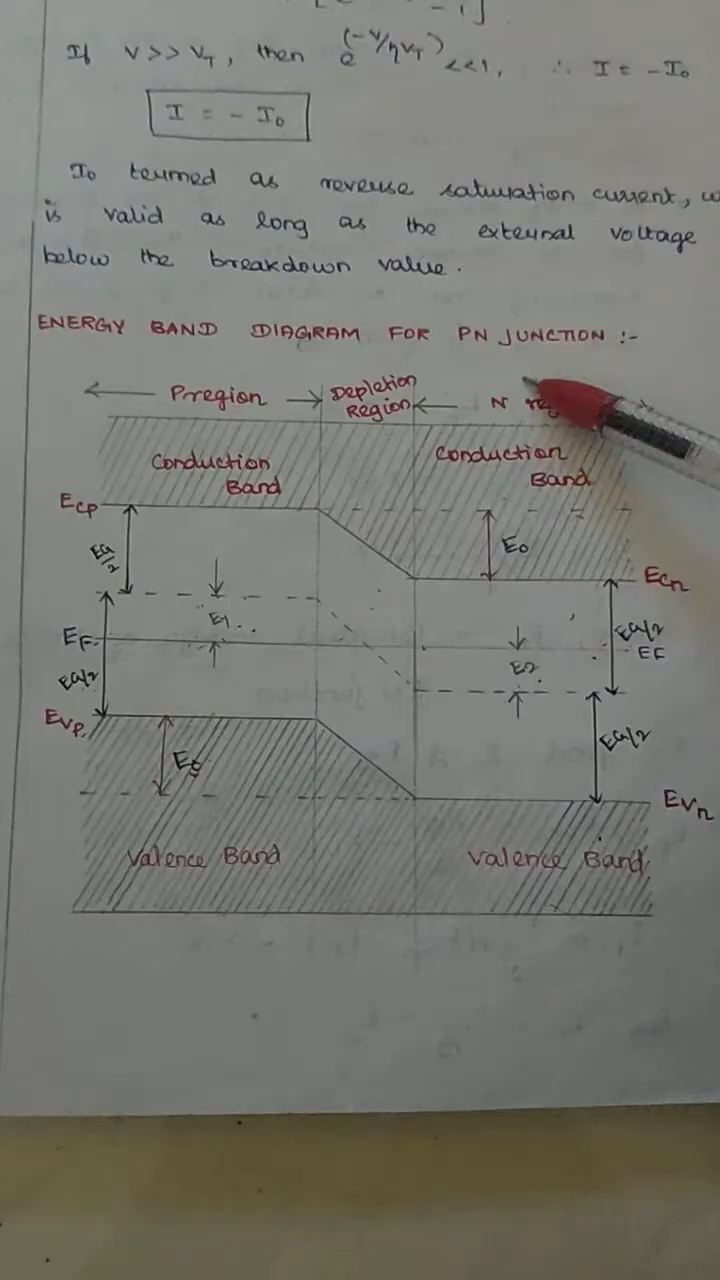 If V >> V_T, then e^(-V/ηV_T) <<1, ∴ I = -I₀
I = - I₀
I₀ termed as reverse saturation current,
is valid as long as the external voltage
below the breakdown value.
ENERGY BAND DIAGRAM FOR PN JUNCTION :-
P region Depletion Region N
Conduction Band Conduction Band
Ecp
EG/2 E₀
Ecn
E₁
EF EG/2 EF
E₂
EG/2
Evp EG/2
E₀
Evn
Valence Band Valence Band